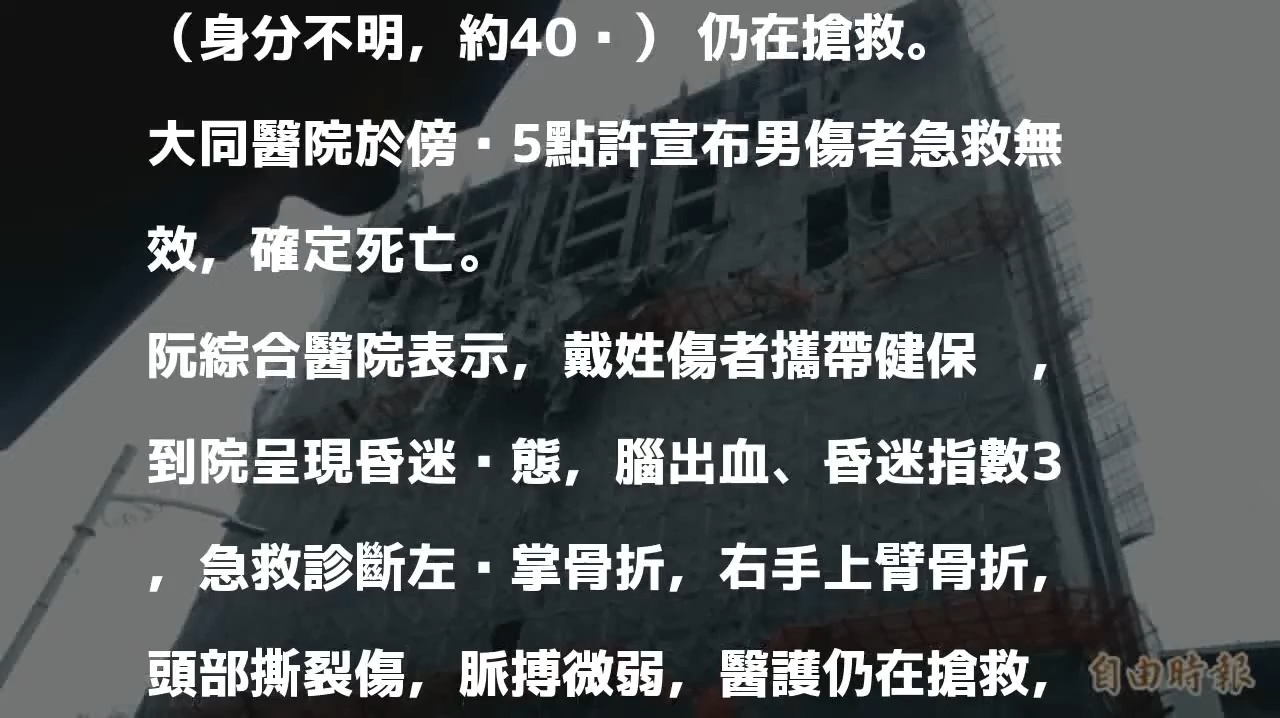 （身分不明，約40▪） 仍在搶救。
大同醫院於傍▪5點許宣布男傷者急救無
效，確定死亡。
阮綜合醫院表示，戴姓傷者攜帶健保　，
到院呈現昏迷▪態，腦出血、昏迷指數3
，急救診斷左▪掌骨折，右手上臂骨折，
頭部撕裂傷，脈搏微弱，醫護仍在搶救，
自由時報